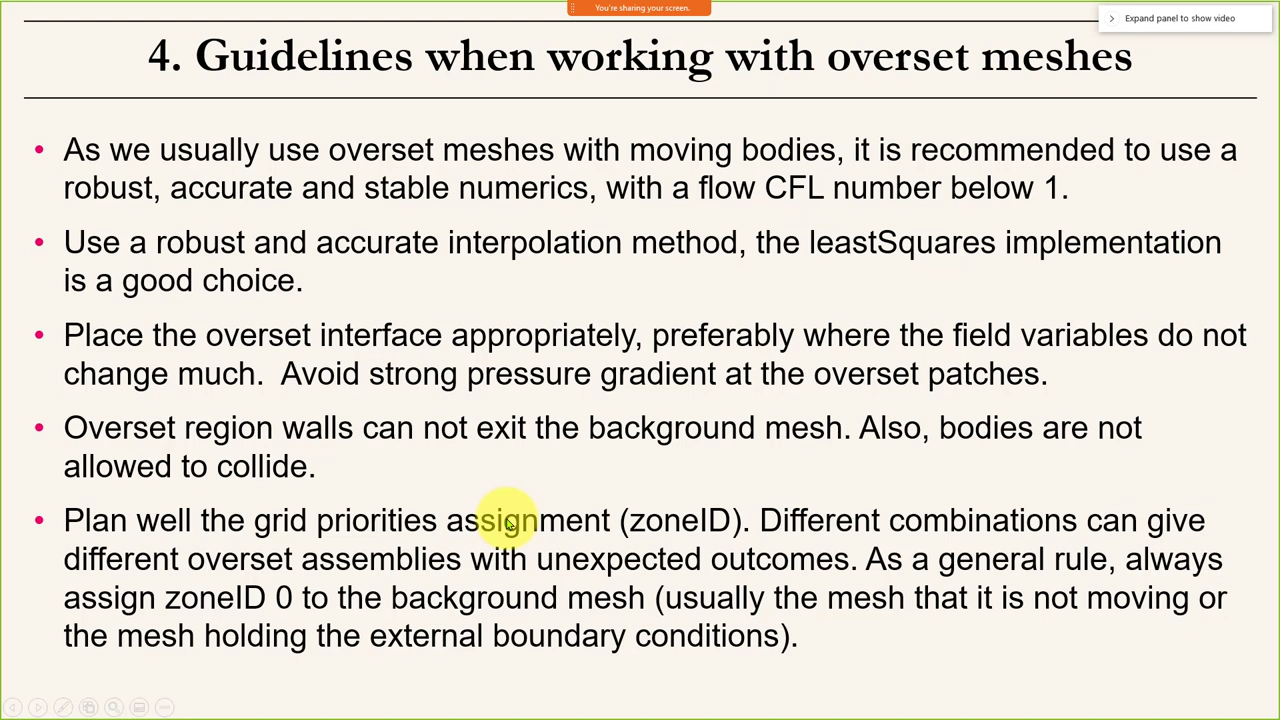 You're sharing your screen.
Expand panel to show video
4. Guidelines when working with overset meshes
• As we usually use overset meshes with moving bodies, it is recommended to use a
robust, accurate and stable numerics, with a flow CFL number below 1.
• Use a robust and accurate interpolation method, the leastSquares implementation
is a good choice.
• Place the overset interface appropriately, preferably where the field variables do not
change much.  Avoid strong pressure gradient at the overset patches.
• Overset region walls can not exit the background mesh. Also, bodies are not
allowed to collide.
• Plan well the grid priorities assignment (zoneID). Different combinations can give
different overset assemblies with unexpected outcomes. As a general rule, always
assign zoneID 0 to the background mesh (usually the mesh that it is not moving or
the mesh holding the external boundary conditions).